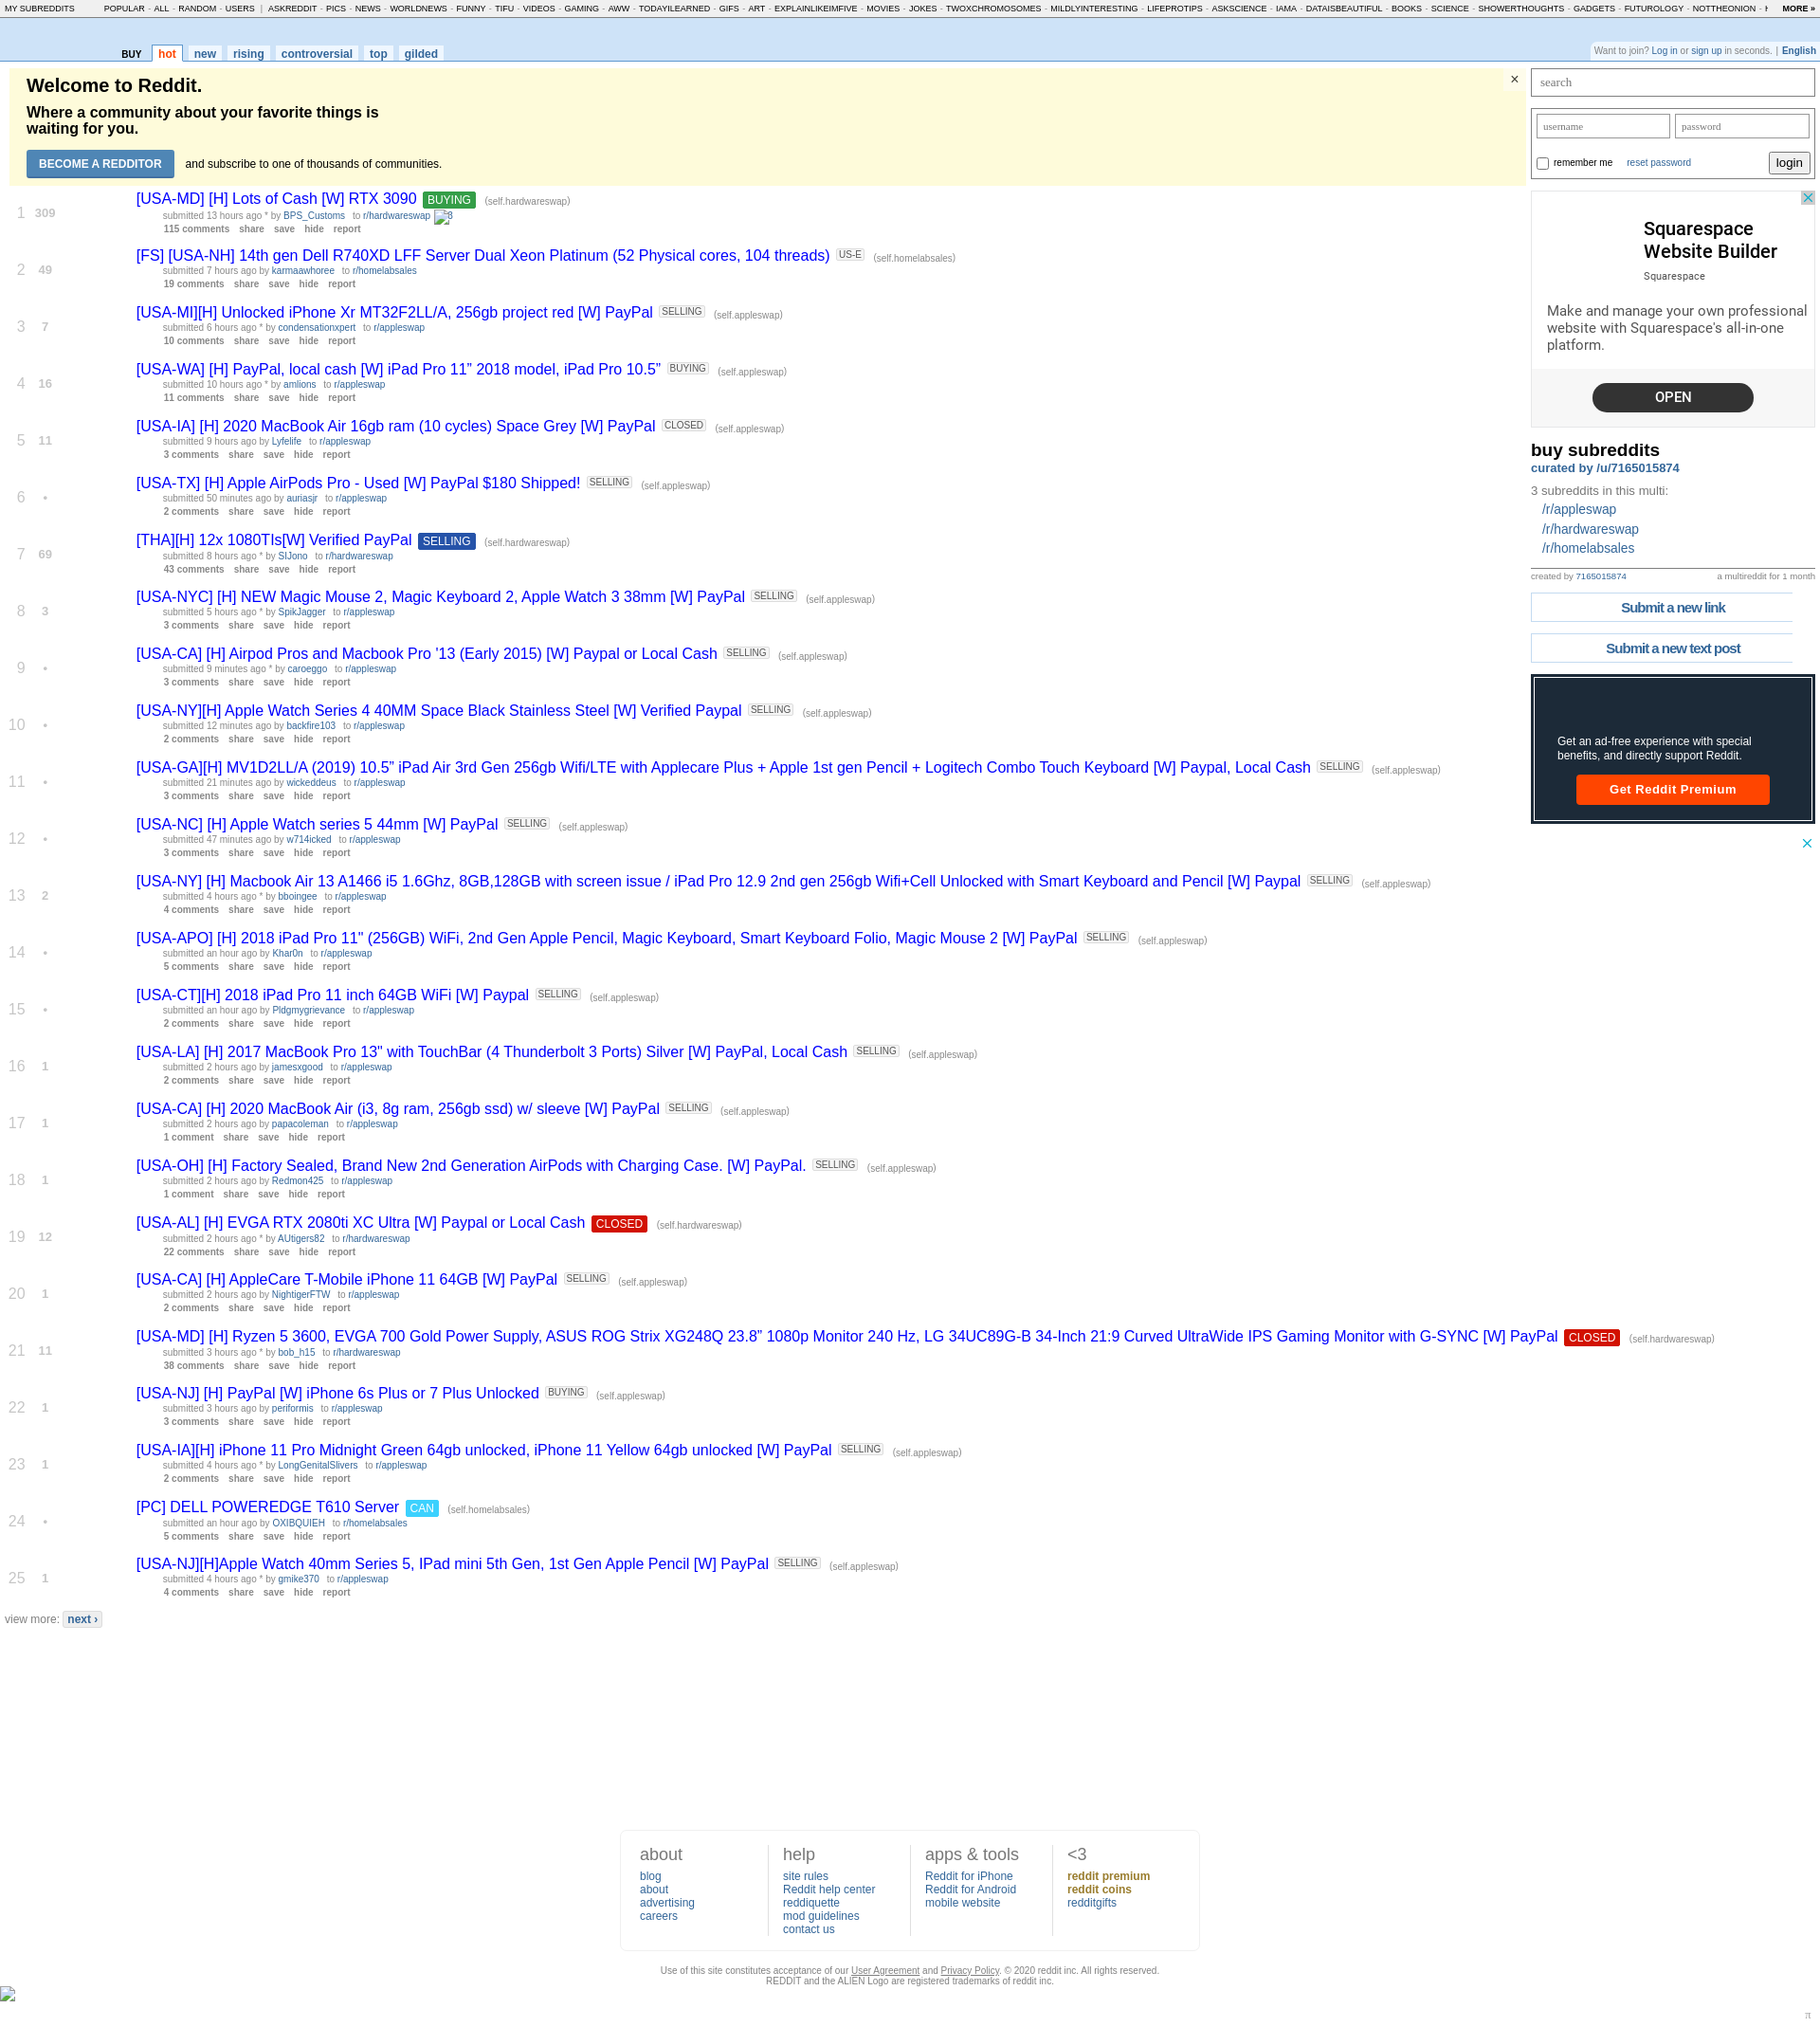 MY SUBREDDITS POPULAR - ALL - RANDOM - USERS | ASKREDDIT - PICS - NEWS - WORLDNEWS - FUNNY - TIFU - VIDEOS - GAMING - AWW - TODAYILEARNED - GIFS - ART - EXPLAINLIKEIMFIVE - MOVIES - JOKES - TWOXCHROMOSOMES - MILDLYINTERESTING - LIFEPROTIPS - ASKSCIENCE - IAMA - DATAISBEAUTIFUL - BOOKS - SCIENCE - SHOWERTHOUGHTS - GADGETS - FUTUROLOGY - NOTTHEONION - MORE »
BUY hot new rising controversial top gilded
Want to join? Log in or sign up in seconds. | English
Welcome to Reddit.
Where a community about your favorite things is
waiting for you.
BECOME A REDDITOR and subscribe to one of thousands of communities.
×
1 309 [USA-MD] [H] Lots of Cash [W] RTX 3090 BUYING (self.hardwareswap)
submitted 13 hours ago * by BPS_Customs to r/hardwareswap
115 comments share save hide report
2 49 [FS] [USA-NH] 14th gen Dell R740XD LFF Server Dual Xeon Platinum (52 Physical cores, 104 threads) US-E (self.homelabsales)
submitted 7 hours ago by karmaawhoree to r/homelabsales
19 comments share save hide report
3 7 [USA-MI][H] Unlocked iPhone Xr MT32F2LL/A, 256gb project red [W] PayPal SELLING (self.appleswap)
submitted 6 hours ago * by condensationxpert to r/appleswap
10 comments share save hide report
4 16 [USA-WA] [H] PayPal, local cash [W] iPad Pro 11” 2018 model, iPad Pro 10.5” BUYING (self.appleswap)
submitted 10 hours ago * by amlions to r/appleswap
11 comments share save hide report
5 11 [USA-IA] [H] 2020 MacBook Air 16gb ram (10 cycles) Space Grey [W] PayPal CLOSED (self.appleswap)
submitted 9 hours ago by Lyfelife to r/appleswap
3 comments share save hide report
6 • [USA-TX] [H] Apple AirPods Pro - Used [W] PayPal $180 Shipped! SELLING (self.appleswap)
submitted 50 minutes ago by auriasjr to r/appleswap
2 comments share save hide report
7 69 [THA][H] 12x 1080TIs[W] Verified PayPal SELLING (self.hardwareswap)
submitted 8 hours ago * by SIJono to r/hardwareswap
43 comments share save hide report
8 3 [USA-NYC] [H] NEW Magic Mouse 2, Magic Keyboard 2, Apple Watch 3 38mm [W] PayPal SELLING (self.appleswap)
submitted 5 hours ago * by SpikJagger to r/appleswap
3 comments share save hide report
9 • [USA-CA] [H] Airpod Pros and Macbook Pro '13 (Early 2015) [W] Paypal or Local Cash SELLING (self.appleswap)
submitted 9 minutes ago * by caroeggo to r/appleswap
3 comments share save hide report
10 • [USA-NY][H] Apple Watch Series 4 40MM Space Black Stainless Steel [W] Verified Paypal SELLING (self.appleswap)
submitted 12 minutes ago by backfire103 to r/appleswap
2 comments share save hide report
11 • [USA-GA][H] MV1D2LL/A (2019) 10.5” iPad Air 3rd Gen 256gb Wifi/LTE with Applecare Plus + Apple 1st gen Pencil + Logitech Combo Touch Keyboard [W] Paypal, Local Cash SELLING (self.appleswap)
submitted 21 minutes ago by wickeddeus to r/appleswap
3 comments share save hide report
12 • [USA-NC] [H] Apple Watch series 5 44mm [W] PayPal SELLING (self.appleswap)
submitted 47 minutes ago by w714icked to r/appleswap
3 comments share save hide report
13 2 [USA-NY] [H] Macbook Air 13 A1466 i5 1.6Ghz, 8GB,128GB with screen issue / iPad Pro 12.9 2nd gen 256gb Wifi+Cell Unlocked with Smart Keyboard and Pencil [W] Paypal SELLING (self.appleswap)
submitted 4 hours ago * by bboingee to r/appleswap
4 comments share save hide report
14 • [USA-APO] [H] 2018 iPad Pro 11" (256GB) WiFi, 2nd Gen Apple Pencil, Magic Keyboard, Smart Keyboard Folio, Magic Mouse 2 [W] PayPal SELLING (self.appleswap)
submitted an hour ago by Khar0n to r/appleswap
5 comments share save hide report
15 • [USA-CT][H] 2018 iPad Pro 11 inch 64GB WiFi [W] Paypal SELLING (self.appleswap)
submitted an hour ago by Pldgmygrievance to r/appleswap
2 comments share save hide report
16 1 [USA-LA] [H] 2017 MacBook Pro 13" with TouchBar (4 Thunderbolt 3 Ports) Silver [W] PayPal, Local Cash SELLING (self.appleswap)
submitted 2 hours ago by jamesxgood to r/appleswap
2 comments share save hide report
17 1 [USA-CA] [H] 2020 MacBook Air (i3, 8g ram, 256gb ssd) w/ sleeve [W] PayPal SELLING (self.appleswap)
submitted 2 hours ago by papacoleman to r/appleswap
1 comment share save hide report
18 1 [USA-OH] [H] Factory Sealed, Brand New 2nd Generation AirPods with Charging Case. [W] PayPal. SELLING (self.appleswap)
submitted 2 hours ago by Redmon425 to r/appleswap
1 comment share save hide report
19 12 [USA-AL] [H] EVGA RTX 2080ti XC Ultra [W] Paypal or Local Cash CLOSED (self.hardwareswap)
submitted 2 hours ago * by AUtigers82 to r/hardwareswap
22 comments share save hide report
20 1 [USA-CA] [H] AppleCare T-Mobile iPhone 11 64GB [W] PayPal SELLING (self.appleswap)
submitted 2 hours ago by NightigerFTW to r/appleswap
2 comments share save hide report
21 11 [USA-MD] [H] Ryzen 5 3600, EVGA 700 Gold Power Supply, ASUS ROG Strix XG248Q 23.8” 1080p Monitor 240 Hz, LG 34UC89G-B 34-Inch 21:9 Curved UltraWide IPS Gaming Monitor with G-SYNC [W] PayPal CLOSED (self.hardwareswap)
submitted 3 hours ago * by bob_h15 to r/hardwareswap
38 comments share save hide report
22 1 [USA-NJ] [H] PayPal [W] iPhone 6s Plus or 7 Plus Unlocked BUYING (self.appleswap)
submitted 3 hours ago by periformis to r/appleswap
3 comments share save hide report
23 1 [USA-IA][H] iPhone 11 Pro Midnight Green 64gb unlocked, iPhone 11 Yellow 64gb unlocked [W] PayPal SELLING (self.appleswap)
submitted 4 hours ago * by LongGenitalSlivers to r/appleswap
2 comments share save hide report
24 • [PC] DELL POWEREDGE T610 Server CAN (self.homelabsales)
submitted an hour ago by OXIBQUIEH to r/homelabsales
5 comments share save hide report
25 1 [USA-NJ][H]Apple Watch 40mm Series 5, IPad mini 5th Gen, 1st Gen Apple Pencil [W] PayPal SELLING (self.appleswap)
submitted 4 hours ago * by gmike370 to r/appleswap
4 comments share save hide report
view more: next ›
search
username password
remember me reset password login
Squarespace
Website Builder
Squarespace
Make and manage your own professional
website with Squarespace's all-in-one
platform.
OPEN
buy subreddits
curated by /u/7165015874
3 subreddits in this multi:
/r/appleswap
/r/hardwareswap
/r/homelabsales
created by 7165015874 a multireddit for 1 month
Submit a new link
Submit a new text post
Get an ad-free experience with special
benefits, and directly support Reddit.
Get Reddit Premium
about help apps & tools <3
blog site rules Reddit for iPhone reddit premium
about Reddit help center Reddit for Android reddit coins
advertising reddiquette mobile website redditgifts
careers mod guidelines
contact us
Use of this site constitutes acceptance of our User Agreement and Privacy Policy. © 2020 reddit inc. All rights reserved.
REDDIT and the ALIEN Logo are registered trademarks of reddit inc.
π